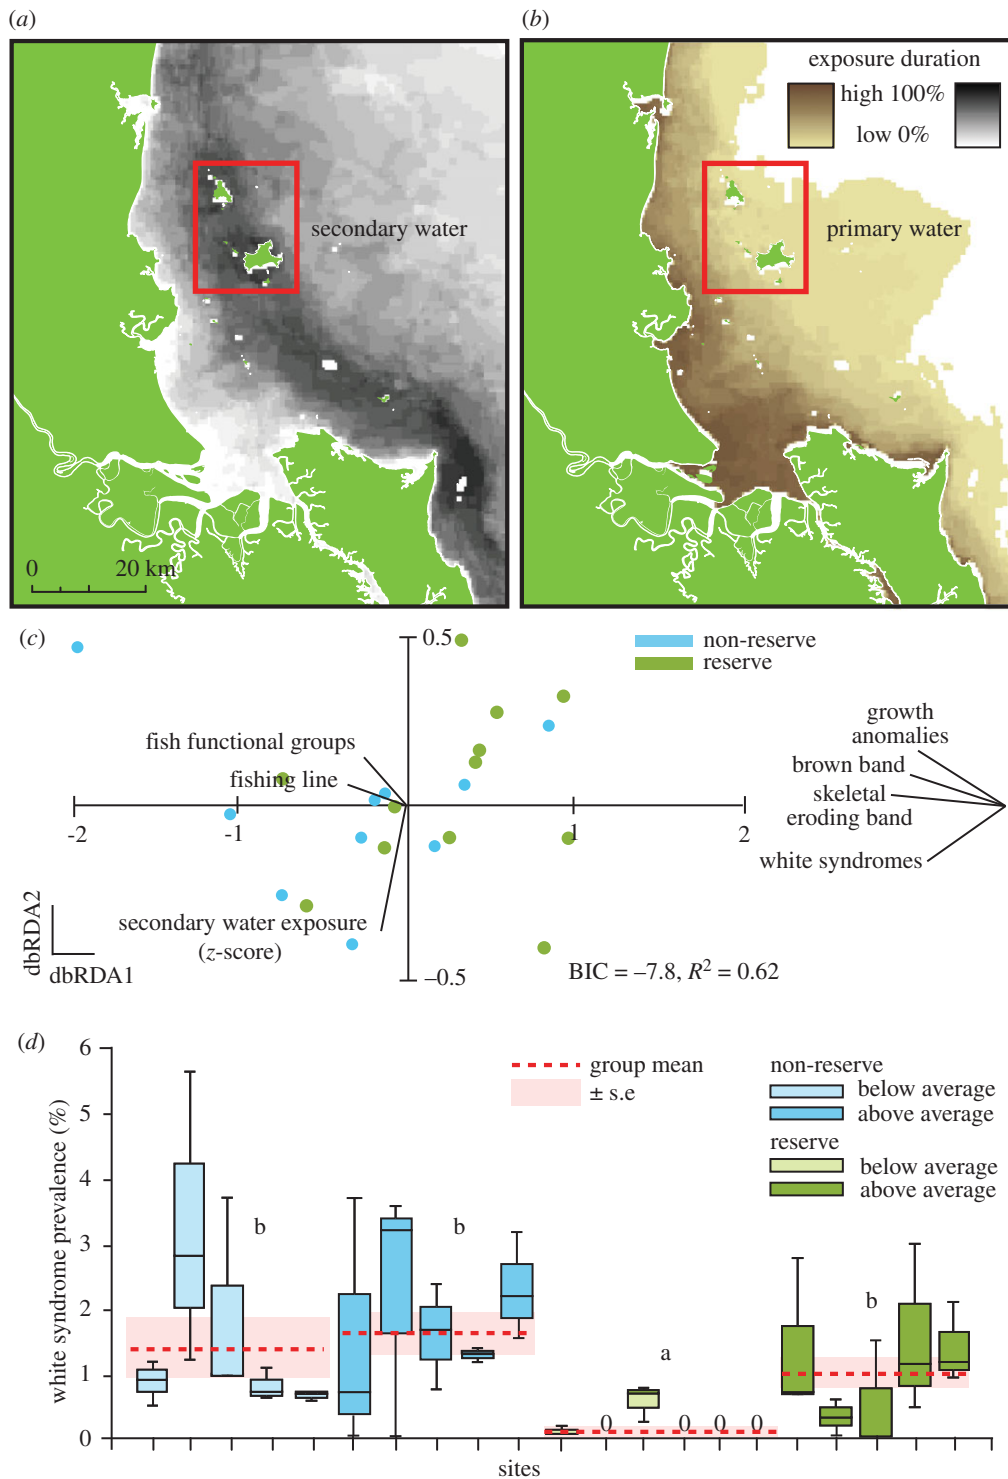 (a)
(b)
exposure duration
high 100%
low 0%
secondary water
primary water
0 20 km
(c)
0.5
non-reserve
reserve
growth
anomalies
fish functional groups
brown band
fishing line
skeletal
eroding band
-2 -1 1 2
white syndromes
secondary water exposure
(z-score)
dbRDA2
dbRDA1
–0.5
BIC = –7.8, R² = 0.62
(d)
6
5
4
3
2
1
0
white syndrome prevalence (%)
group mean
± s.e
non-reserve
below average
above average
reserve
below average
above average
b
b
a
b
0 0 0 0
sites